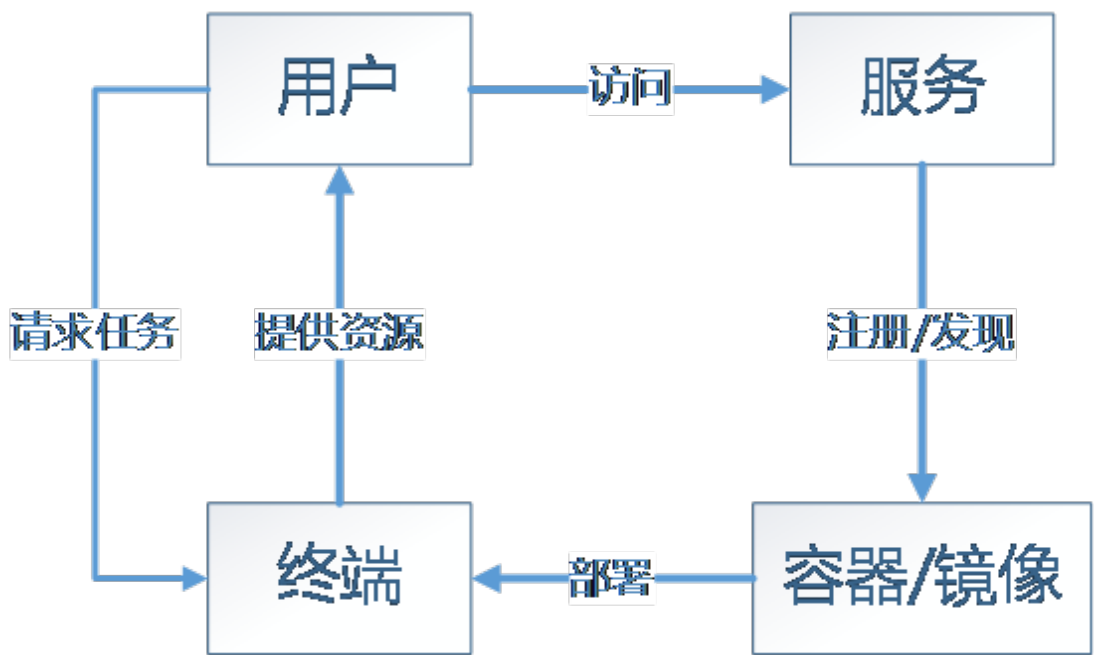 用户
访问
服务
请求任务
提供资源
注册/发现
终端
部署
容器/镜像